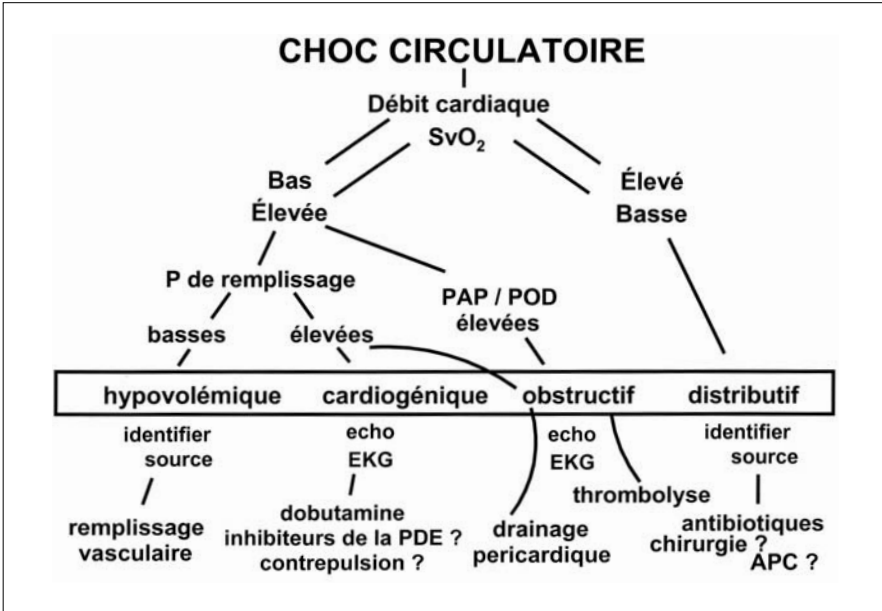 CHOC CIRCULATOIRE
Débit cardiaque
SvO₂
Bas
Élevée
Élevé
Basse
P de remplissage
basses
élevées
PAP / POD
élevées
hypovolémique cardiogénique obstructif distributif
identifier
source
remplissage
vasculaire
echo
EKG
dobutamine
inhibiteurs de la PDE ?
contrepulsion ?
echo
EKG
drainage
pericardique
thrombolyse
identifier
source
antibiotiques
chirurgie ?
APC ?